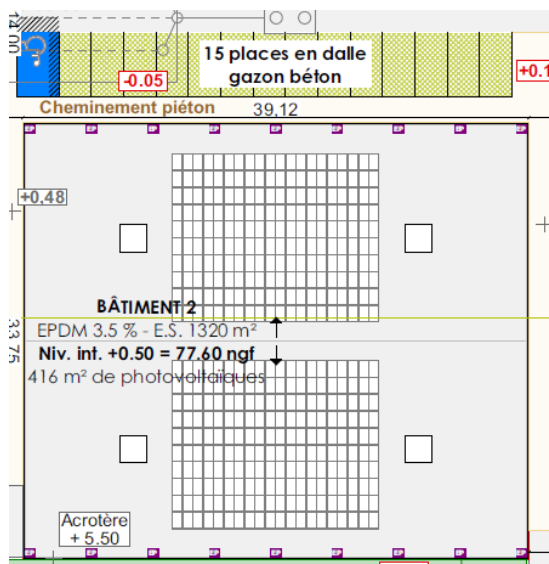 14.00
15 places en dalle
gazon béton
-0.05
+0.1
Cheminement piéton
39,12
+0,48
BÂTIMENT 2
EPDM 3.5 % - E.S. 1320 m²
33,75
Niv. int. +0.50 = 77.60 ngf
416 m² de photovoltaïques
Acrotère
+ 5.50